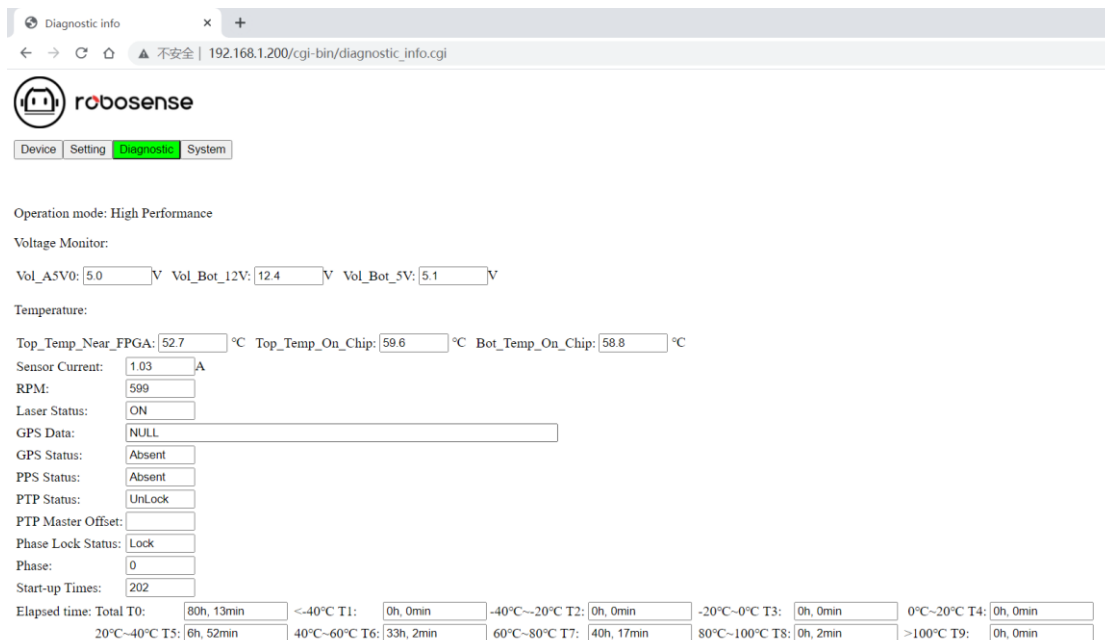 Diagnostic info
不安全 | 192.168.1.200/cgi-bin/diagnostic_info.cgi
robosense
Device Setting Diagnostic System
Operation mode: High Performance
Voltage Monitor:
Vol_A5V0: 5.0 V Vol_Bot_12V: 12.4 V Vol_Bot_5V: 5.1 V
Temperature:
Top_Temp_Near_FPGA: 52.7 °C Top_Temp_On_Chip: 59.6 °C Bot_Temp_On_Chip: 58.8 °C
Sensor Current: 1.03 A
RPM: 599
Laser Status: ON
GPS Data: NULL
GPS Status: Absent
PPS Status: Absent
PTP Status: UnLock
PTP Master Offset:
Phase Lock Status: Lock
Phase: 0
Start-up Times: 202
Elapsed time: Total T0: 80h, 13min <-40°C T1: 0h, 0min -40°C~-20°C T2: 0h, 0min -20°C~0°C T3: 0h, 0min 0°C~20°C T4: 0h, 0min
20°C~40°C T5: 6h, 52min 40°C~60°C T6: 33h, 2min 60°C~80°C T7: 40h, 17min 80°C~100°C T8: 0h, 2min >100°C T9: 0h, 0min